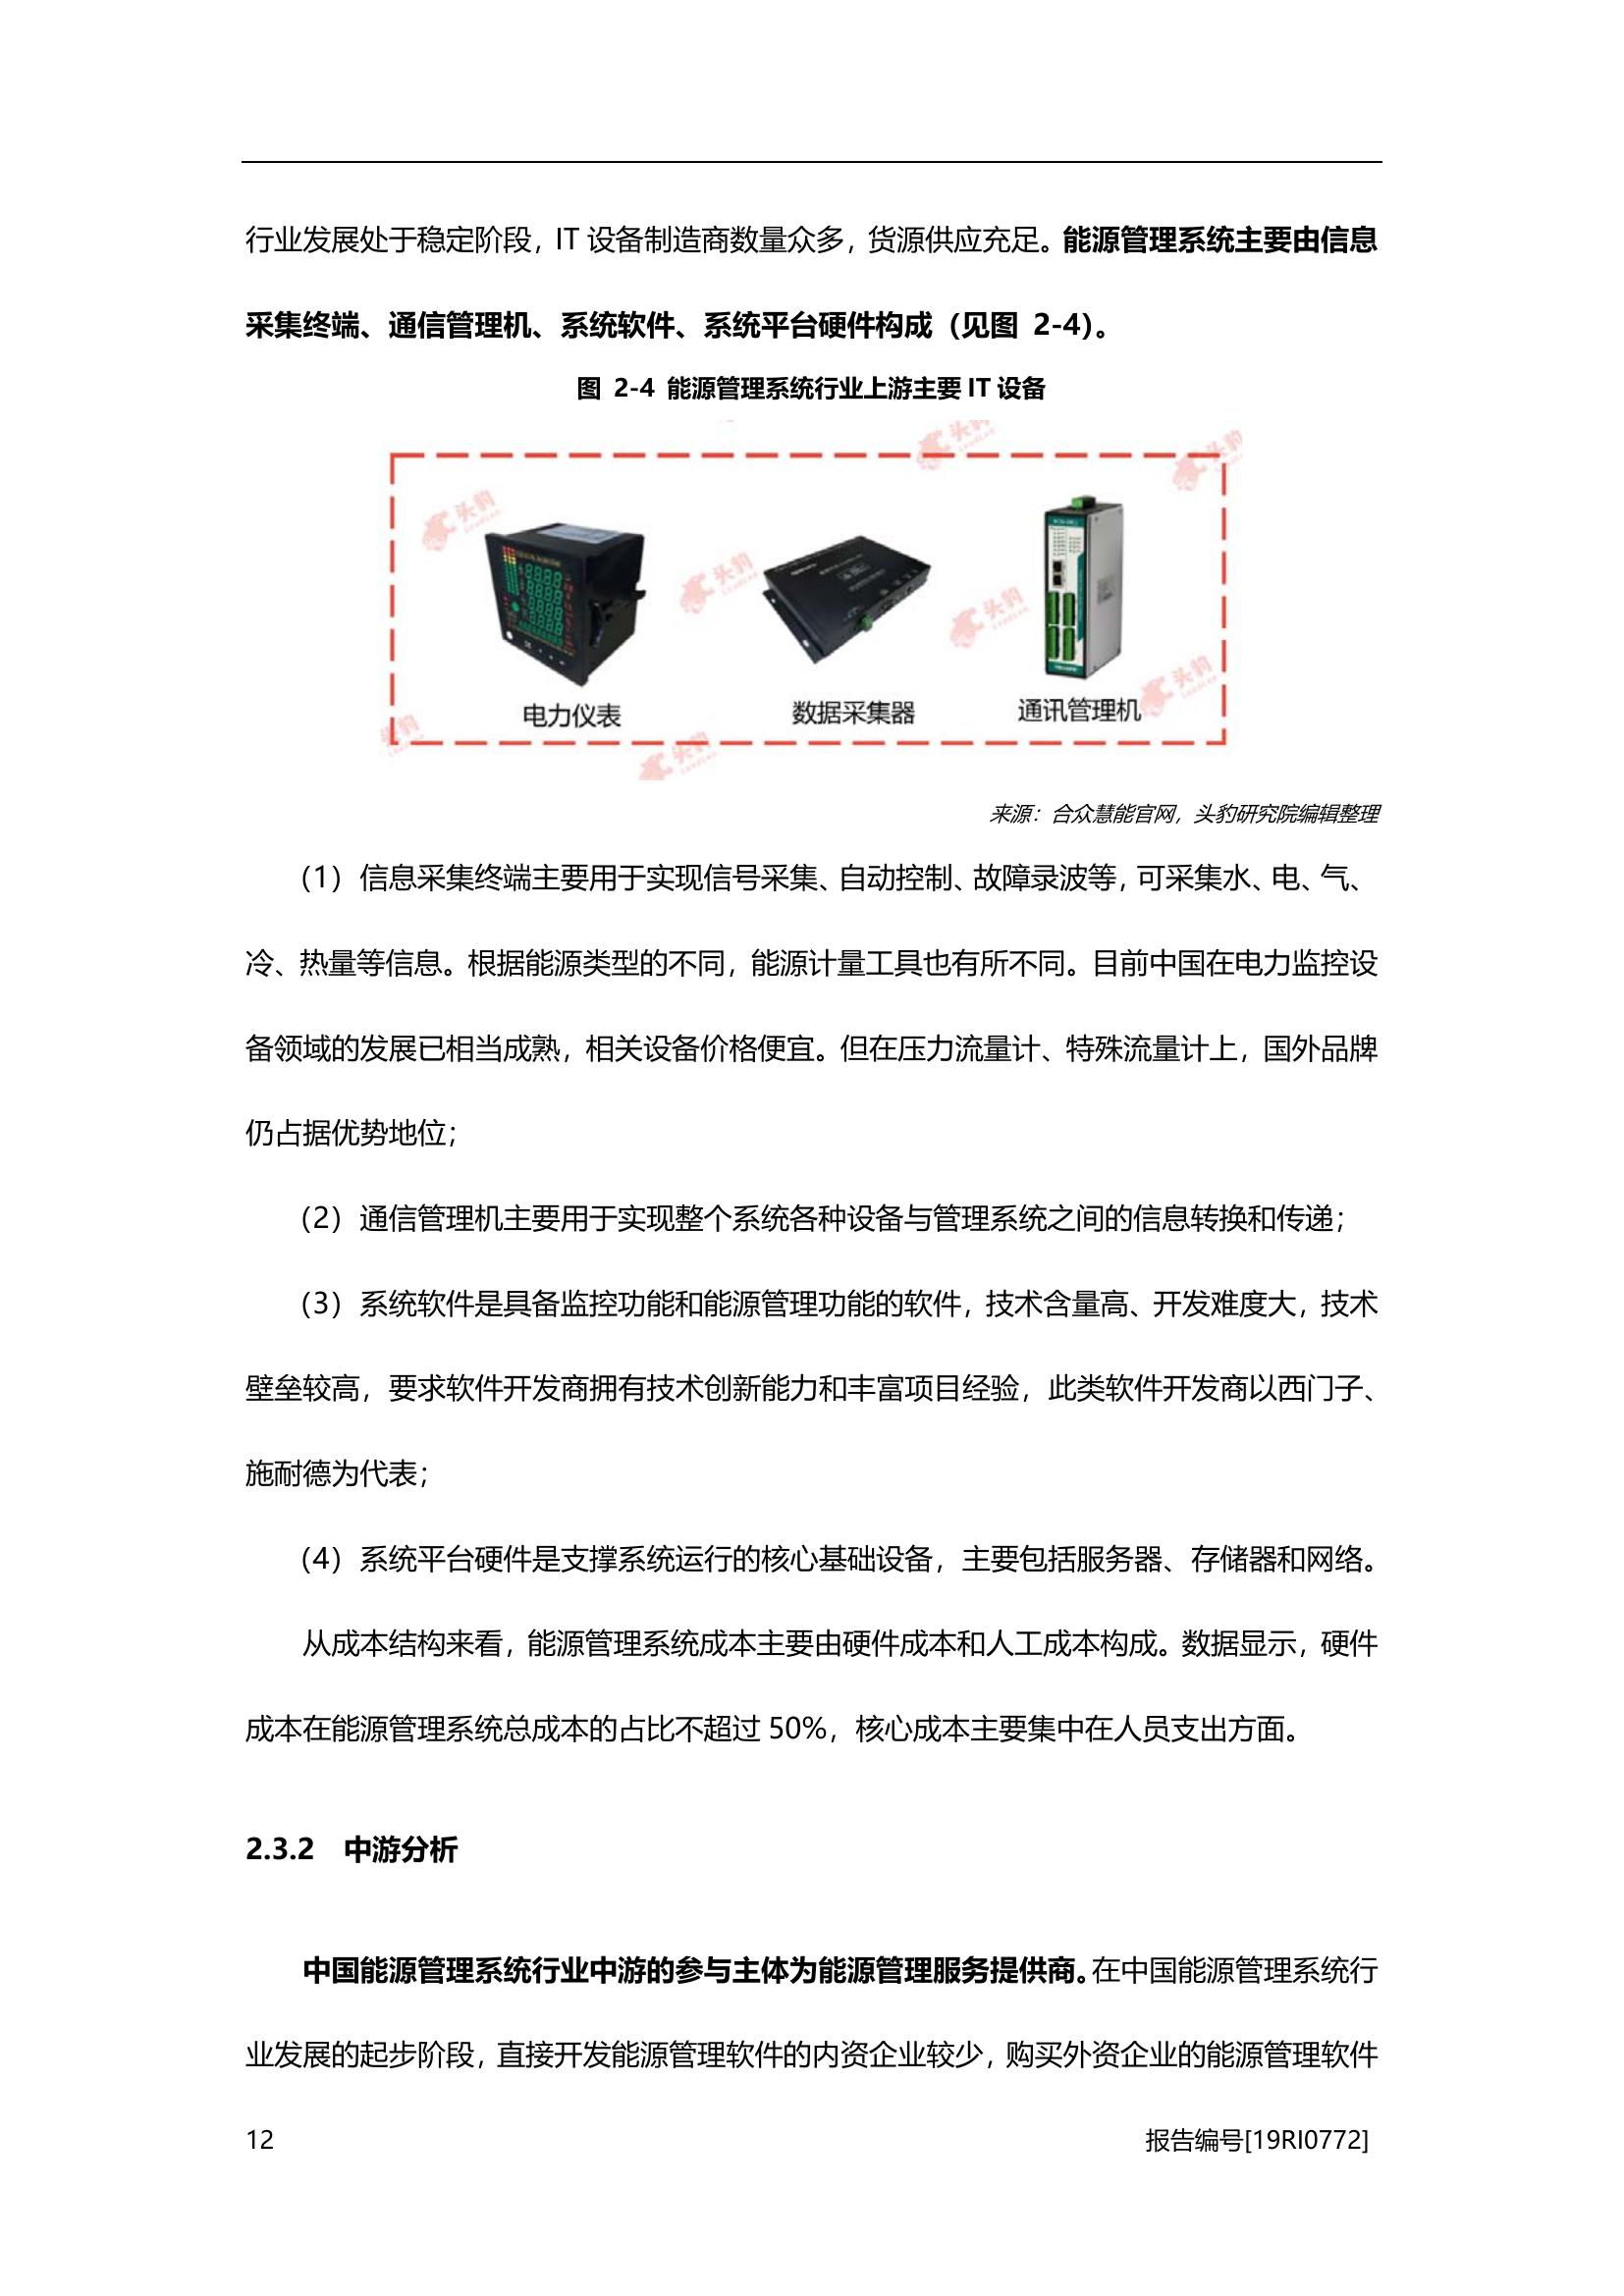 行业发展处于稳定阶段，IT 设备制造商数量众多，货源供应充足。能源管理系统主要由信息
采集终端、通信管理机、系统软件、系统平台硬件构成（见图 2-4）。
图 2-4 能源管理系统行业上游主要 IT 设备
头豹
头豹
头豹
头豹
头豹
头豹
头豹
头豹
电力仪表
数据采集器
通讯管理机
来源：合众慧能官网，头豹研究院编辑整理
（1）信息采集终端主要用于实现信号采集、自动控制、故障录波等，可采集水、电、气、
冷、热量等信息。根据能源类型的不同，能源计量工具也有所不同。目前中国在电力监控设
备领域的发展已相当成熟，相关设备价格便宜。但在压力流量计、特殊流量计上，国外品牌
仍占据优势地位；
（2）通信管理机主要用于实现整个系统各种设备与管理系统之间的信息转换和传递；
（3）系统软件是具备监控功能和能源管理功能的软件，技术含量高、开发难度大，技术
壁垒较高，要求软件开发商拥有技术创新能力和丰富项目经验，此类软件开发商以西门子、
施耐德为代表；
（4）系统平台硬件是支撑系统运行的核心基础设备，主要包括服务器、存储器和网络。
从成本结构来看，能源管理系统成本主要由硬件成本和人工成本构成。数据显示，硬件
成本在能源管理系统总成本的占比不超过 50%，核心成本主要集中在人员支出方面。
2.3.2 中游分析
中国能源管理系统行业中游的参与主体为能源管理服务提供商。在中国能源管理系统行
业发展的起步阶段，直接开发能源管理软件的内资企业较少，购买外资企业的能源管理软件
12
报告编号[19RI0772]